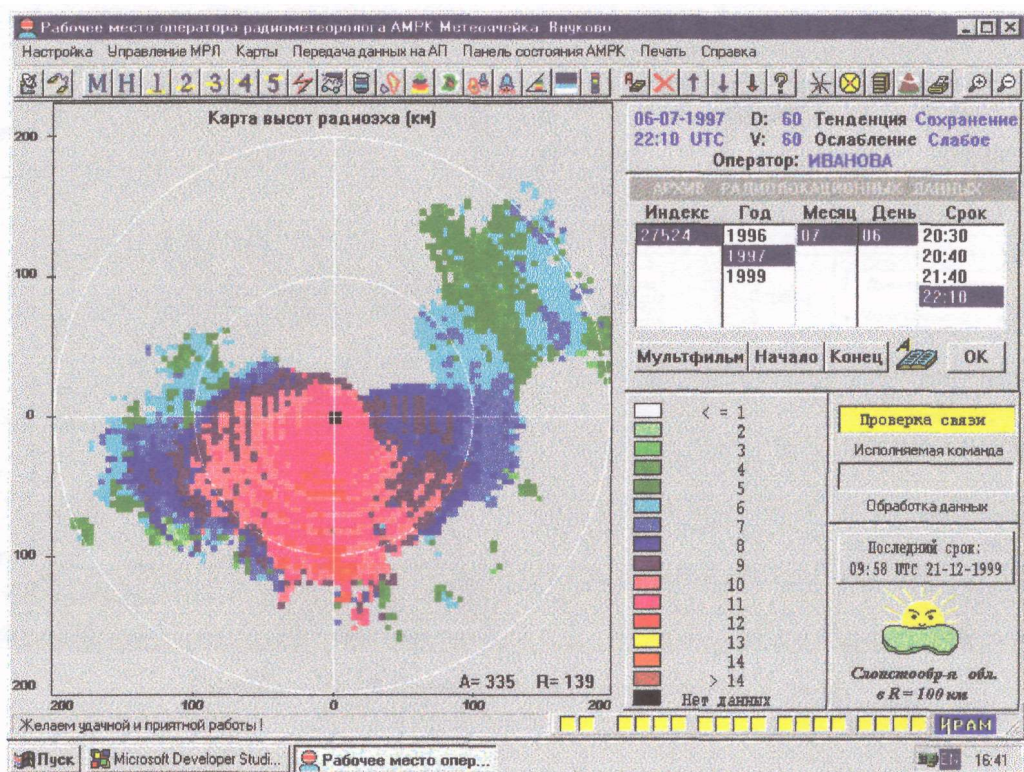 Рабочее место оператора радиометеоролога АМРК Метеоячейка Внуково
Настройка Управление МРЛ Карты Передача данных на АП Панель состояния АМРК Печать Справка
М Н 1 2 3 4 5 ?
Карта высот радиоэха (км)
200
100
0
100
200
200 100 0 100 200
A= 335 R= 139
06-07-1997 D: 60 Тенденция Сохранение
22:10 UTC V: 60 Ослабление Слабое
Оператор: ИВАНОВА
АРХИВ РАДИОЛОКАЦИОННЫХ ДАННЫХ
Индекс Год Месяц День Срок
27524 1996 07 06 20:30
1997 20:40
1999 21:40
22:10
Мультфильм Начало Конец А ОК
< = 1
2
3
4
5
6
7
8
9
10
11
12
13
14
> 14
Нет данных
Проверка связи
Исполняемая команда
Обработка данных
Последний срок:
09:58 UTC 21-12-1999
Слоистообр-я обл.
в R = 100 км
Желаем удачной и приятной работы !
ИРАМ
Пуск Microsoft Developer Studi... Рабочее место опер... En 16:41